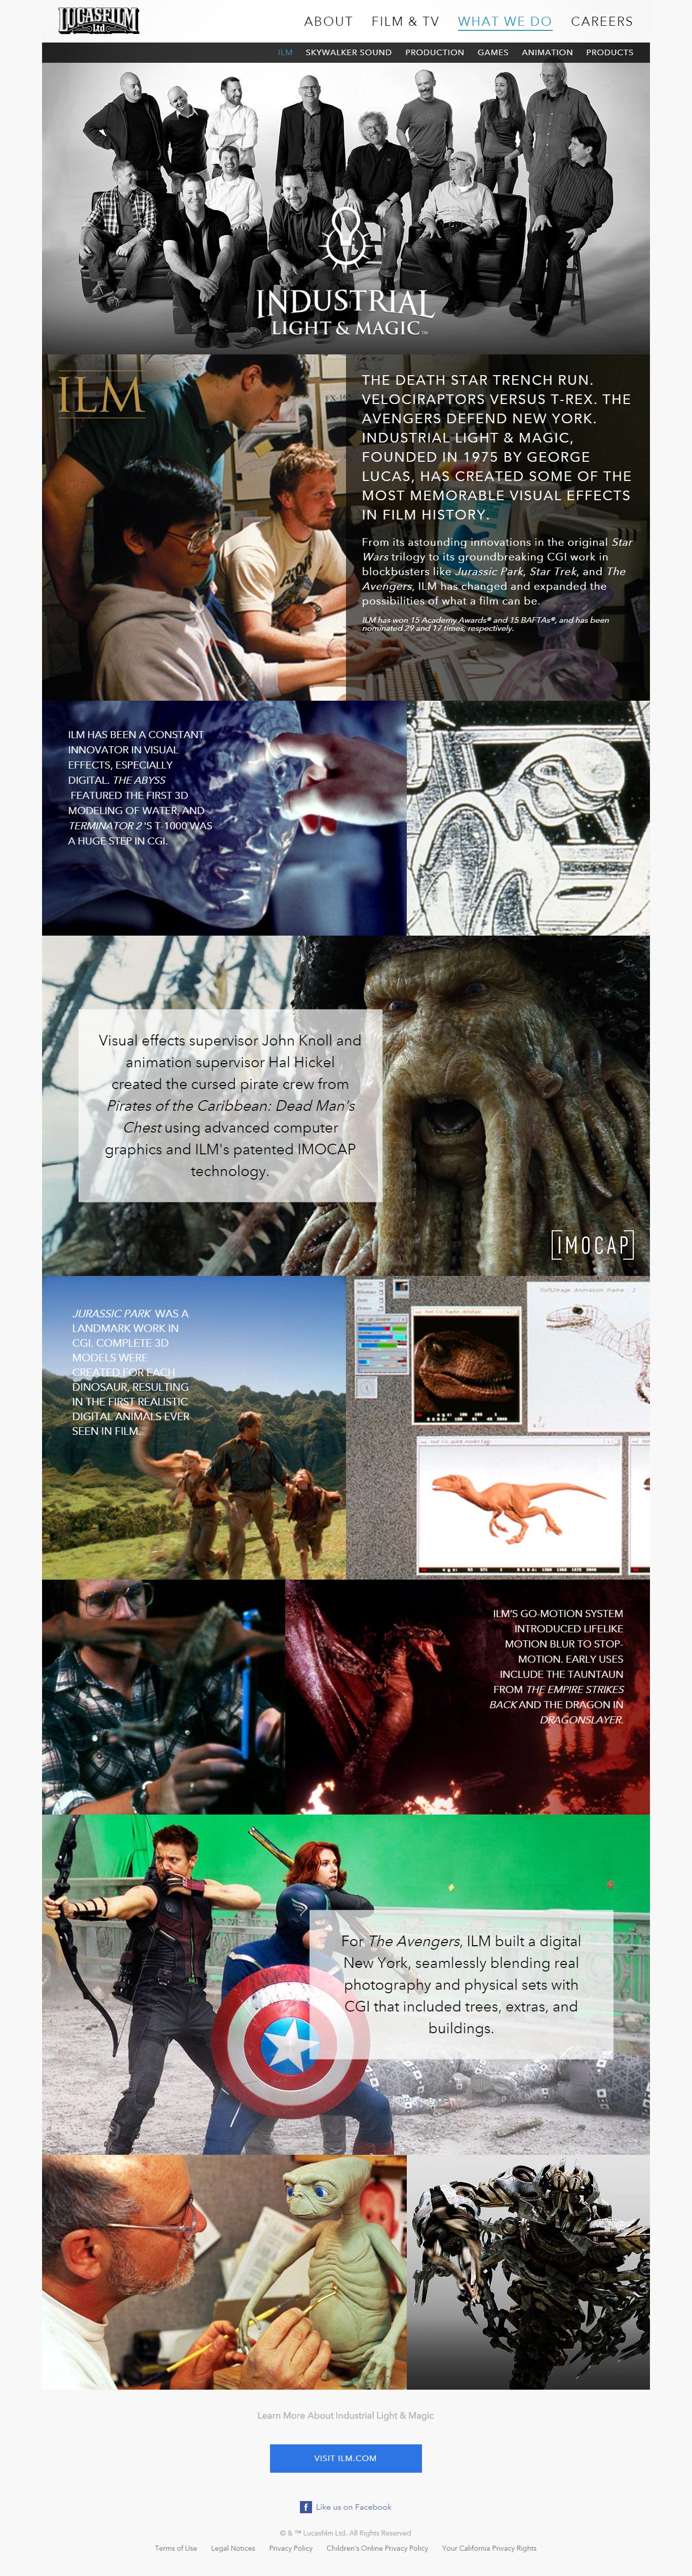 LUCASFILM
Ltd
ABOUT FILM & TV WHAT WE DO CAREERS
ILM SKYWALKER SOUND PRODUCTION GAMES ANIMATION PRODUCTS
INDUSTRIAL
LIGHT & MAGIC™
ILM
THE DEATH STAR TRENCH RUN.
VELOCIRAPTORS VERSUS T-REX. THE
AVENGERS DEFEND NEW YORK.
INDUSTRIAL LIGHT & MAGIC,
FOUNDED IN 1975 BY GEORGE
LUCAS, HAS CREATED SOME OF THE
MOST MEMORABLE VISUAL EFFECTS
IN FILM HISTORY.
From its astounding innovations in the original Star
Wars trilogy to its groundbreaking CGI work in
blockbusters like Jurassic Park, Star Trek, and The
Avengers, ILM has changed and expanded the
possibilities of what a film can be.
ILM has won 15 Academy Awards® and 15 BAFTAs®, and has been
nominated 29 and 17 times, respectively.
ILM HAS BEEN A CONSTANT
INNOVATOR IN VISUAL
EFFECTS, ESPECIALLY
DIGITAL. THE ABYSS
FEATURED THE FIRST 3D
MODELING OF WATER, AND
TERMINATOR 2 'S T-1000 WAS
A HUGE STEP IN CGI.
Visual effects supervisor John Knoll and
animation supervisor Hal Hickel
created the cursed pirate crew from
Pirates of the Caribbean: Dead Man's
Chest using advanced computer
graphics and ILM's patented IMOCAP
technology.
[IMOCAP]
JURASSIC PARK WAS A
LANDMARK WORK IN
CGI. COMPLETE 3D
MODELS WERE
CREATED FOR EACH
DINOSAUR, RESULTING
IN THE FIRST REALISTIC
DIGITAL ANIMALS EVER
SEEN IN FILM.
SoftImage Animation Frame 1
ILM'S GO-MOTION SYSTEM
INTRODUCED LIFELIKE
MOTION BLUR TO STOP-
MOTION. EARLY USES
INCLUDE THE TAUNTAUN
FROM THE EMPIRE STRIKES
BACK AND THE DRAGON IN
DRAGONSLAYER.
For The Avengers, ILM built a digital
New York, seamlessly blending real
photography and physical sets with
CGI that included trees, extras, and
buildings.
Learn More About Industrial Light & Magic
VISIT ILM.COM
f Like us on Facebook
© & ™ Lucasfilm Ltd. All Rights Reserved
Terms of Use Legal Notices Privacy Policy Children's Online Privacy Policy Your California Privacy Rights